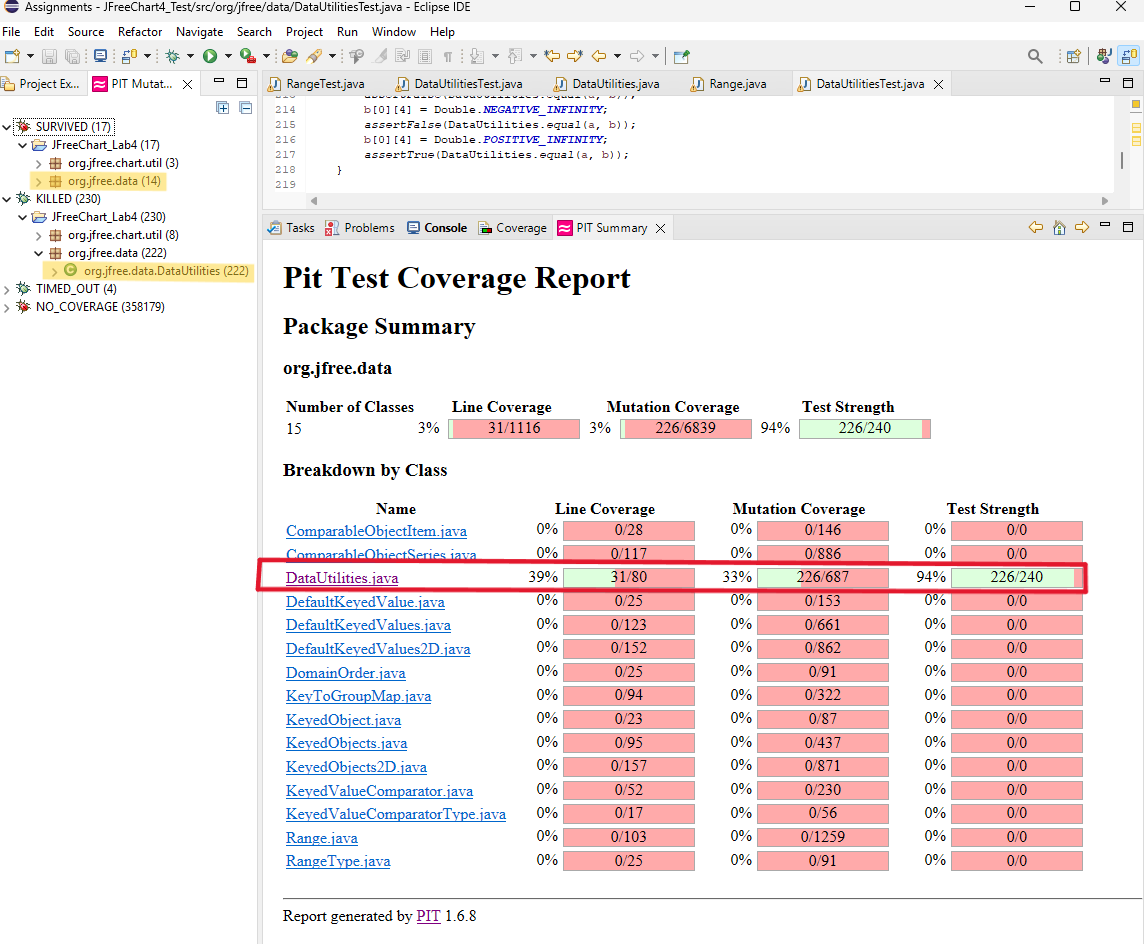 Assignments - JFreeChart4_Test/src/org/jfree/data/DataUtilitiesTest.java - Eclipse IDE
File Edit Source Refactor Navigate Search Project Run Window Help
Project Ex... PIT Mutat...
SURVIVED (17)
JFreeChart_Lab4 (17)
org.jfree.chart.util (3)
org.jfree.data (14)
KILLED (230)
JFreeChart_Lab4 (230)
org.jfree.chart.util (8)
org.jfree.data (222)
org.jfree.data.DataUtilities (222)
TIMED_OUT (4)
NO_COVERAGE (358179)
RangeTest.java DataUtilitiesTest.java DataUtilities.java Range.java DataUtilitiesTest.java
214 b[0][4] = Double.NEGATIVE_INFINITY;
215 assertFalse(DataUtilities.equal(a, b));
216 b[0][4] = Double.POSITIVE_INFINITY;
217 assertTrue(DataUtilities.equal(a, b));
218 }
219
Tasks Problems Console Coverage PIT Summary
Pit Test Coverage Report
Package Summary
org.jfree.data
Number of Classes Line Coverage Mutation Coverage Test Strength
15 3% 31/1116 3% 226/6839 94% 226/240
Breakdown by Class
Name Line Coverage Mutation Coverage Test Strength
ComparableObjectItem.java 0% 0/28 0% 0/146 0% 0/0
ComparableObjectSeries.java 0% 0/117 0% 0/886 0% 0/0
DataUtilities.java 39% 31/80 33% 226/687 94% 226/240
DefaultKeyedValue.java 0% 0/25 0% 0/153 0% 0/0
DefaultKeyedValues.java 0% 0/123 0% 0/661 0% 0/0
DefaultKeyedValues2D.java 0% 0/152 0% 0/862 0% 0/0
DomainOrder.java 0% 0/25 0% 0/91 0% 0/0
KeyToGroupMap.java 0% 0/94 0% 0/322 0% 0/0
KeyedObject.java 0% 0/23 0% 0/87 0% 0/0
KeyedObjects.java 0% 0/95 0% 0/437 0% 0/0
KeyedObjects2D.java 0% 0/157 0% 0/871 0% 0/0
KeyedValueComparator.java 0% 0/52 0% 0/230 0% 0/0
KeyedValueComparatorType.java 0% 0/17 0% 0/56 0% 0/0
Range.java 0% 0/103 0% 0/1259 0% 0/0
RangeType.java 0% 0/25 0% 0/91 0% 0/0
Report generated by PIT 1.6.8